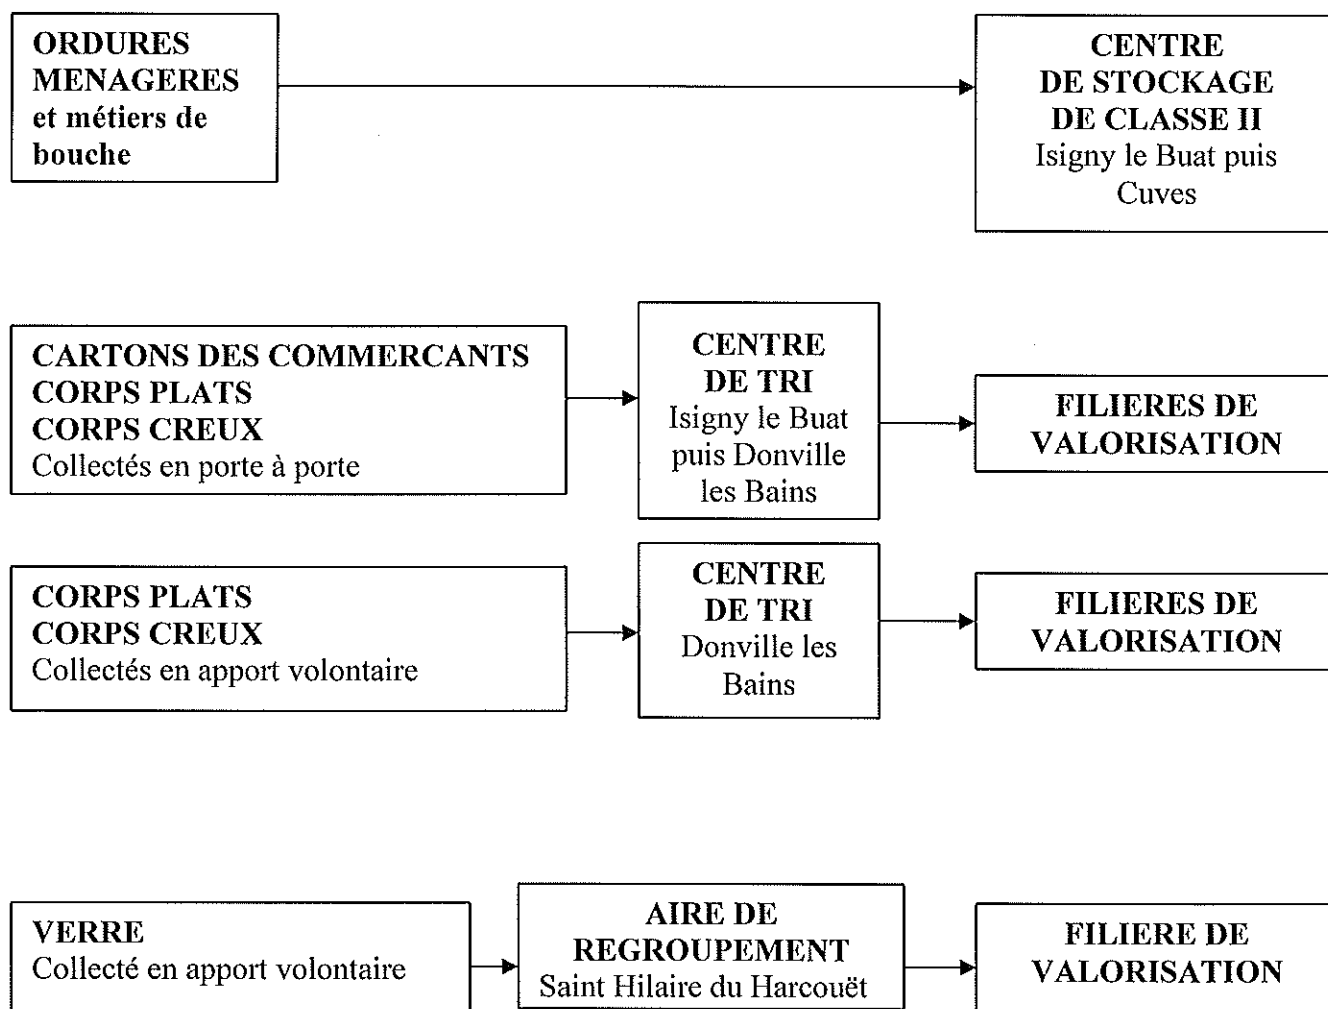 ORDURES
MENAGERES
et métiers de
bouche
CENTRE
DE STOCKAGE
DE CLASSE II
Isigny le Buat puis
Cuves
CARTONS DES COMMERCANTS
CORPS PLATS
CORPS CREUX
Collectés en porte à porte
CENTRE
DE TRI
Isigny le Buat
puis Donville
les Bains
FILIERES DE
VALORISATION
CORPS PLATS
CORPS CREUX
Collectés en apport volontaire
CENTRE
DE TRI
Donville les
Bains
FILIERES DE
VALORISATION
VERRE
Collecté en apport volontaire
AIRE DE
REGROUPEMENT
Saint Hilaire du Harcouët
FILIERE DE
VALORISATION